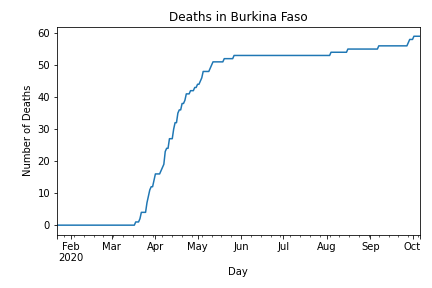 Deaths in Burkina Faso
60
50
40
30
20
10
0
Number of Deaths
Feb Mar Apr May Jun Jul Aug Sep Oct
2020
Day